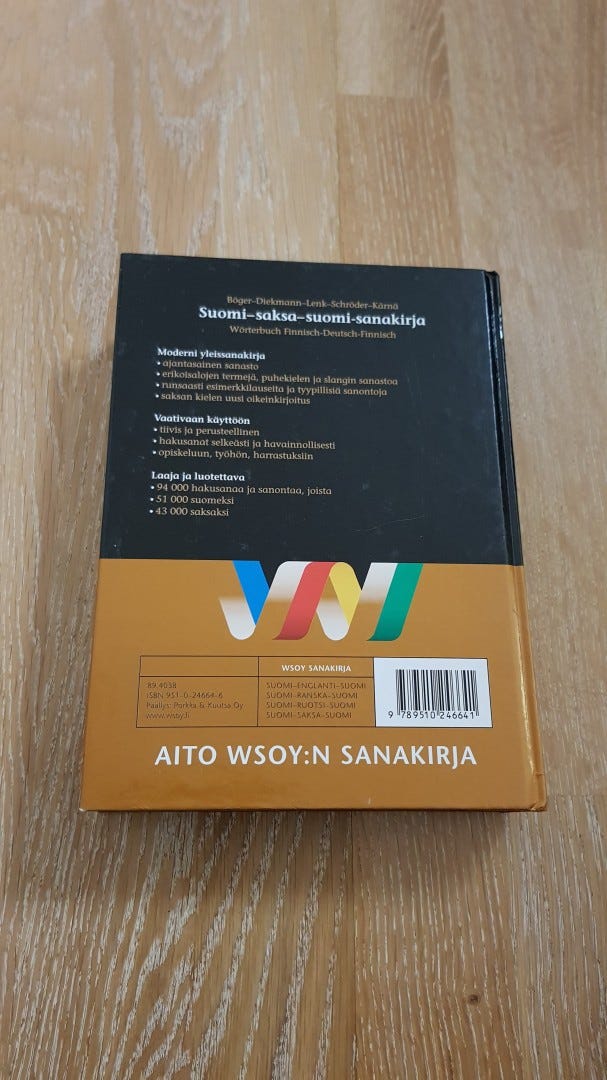 Böger–Diekmann–Lenk–Schröder–Kärnä
Suomi–saksa–suomi-sanakirja
Wörterbuch Finnisch-Deutsch-Finnisch
Moderni yleissanakirja
• ajantasainen sanasto
• erikoisalojen termejä, puhekielen ja slangin sanastoa
• runsaasti esimerkkilauseita ja tyypillisiä sanontoja
• saksan kielen uusi oikeinkirjoitus
Vaativaan käyttöön
• tiivis ja perusteellinen
• hakusanat selkeästi ja havainnollisesti
• opiskeluun, työhön, harrastuksiin
Laaja ja luotettava
• 94 000 hakusanaa ja sanontaa, joista
• 51 000 suomeksi
• 43 000 saksaksi
WSOY SANAKIRJA
89.4038
ISBN 951-0-24664-6
Päällys: Porkka & Kuutsa Oy
www.wsoy.fi
SUOMI–ENGLANTI–SUOMI
SUOMI–RANSKA–SUOMI
SUOMI–RUOTSI–SUOMI
SUOMI–SAKSA–SUOMI
9 789510 246641
AITO WSOY:N SANAKIRJA